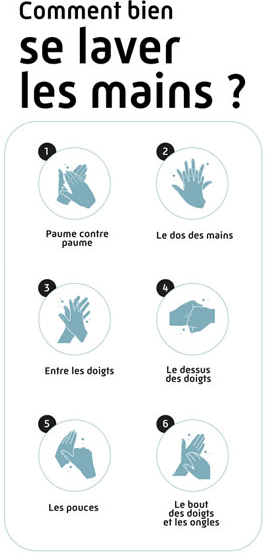 Comment bien
se laver
les mains ?
1
Paume contre
paume
2
Le dos des mains
3
Entre les doigts
4
Le dessus
des doigts
5
Les pouces
6
Le bout
des doigts
et les ongles